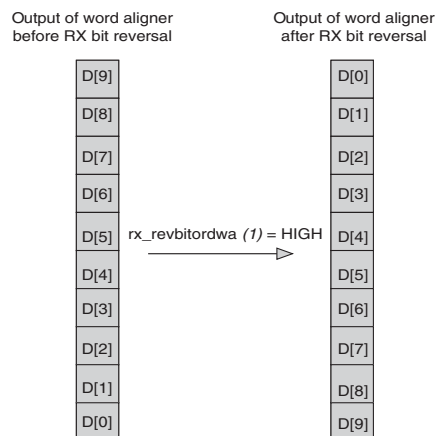 Output of word aligner
before RX bit reversal
Output of word aligner
after RX bit reversal
D[9]
D[8]
D[7]
D[6]
D[5]
D[4]
D[3]
D[2]
D[1]
D[0]
rx_revbitordwa (1) = HIGH
D[0]
D[1]
D[2]
D[3]
D[4]
D[5]
D[6]
D[7]
D[8]
D[9]